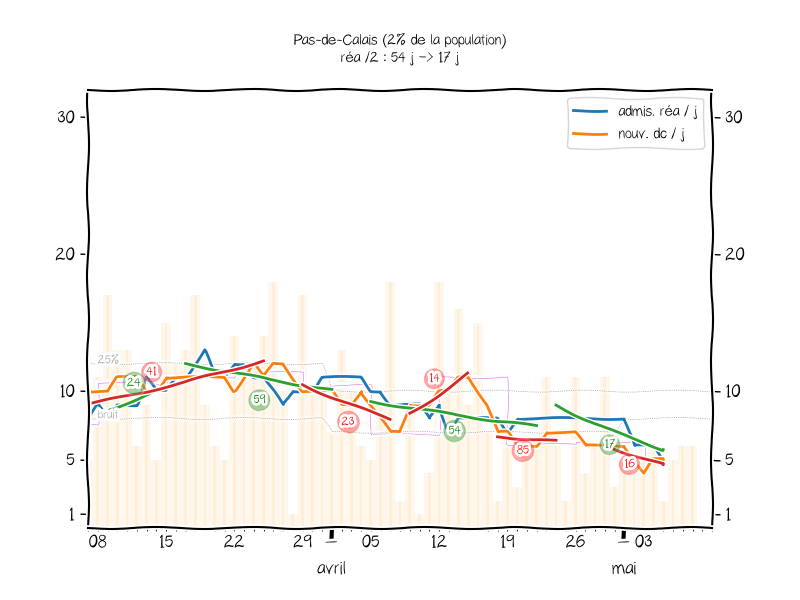 Pas-de-Calais (2% de la population)
réa /2 : 54 j -> 17 j
admis. réa / j
nouv. dc / j
30
30
20
20
25%
41
24
14
10
10
59
bruit
23
54
17
85
16
5
5
1
1
08 15 22 29 05 12 19 26 03
avril mai